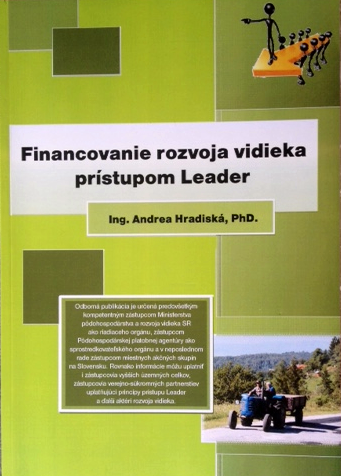 Financovanie rozvoja vidieka
prístupom Leader
Ing. Andrea Hradiská, PhD.
Odborná publikácia je určená predovšetkým
kompetentným zástupcom Ministerstva
pôdohospodárstva a rozvoja vidieka SR
ako riadiaceho orgánu, zástupcom
Pôdohospodárskej platobnej agentúry ako
sprostredkovateľského orgánu a v neposlednom
rade zástupcom miestnych akčných skupín
na Slovensku. Rovnako informácie môžu uplatniť
i zástupcovia vyšších územných celkov,
zástupcovia verejno-súkromných partnerstiev
uplatňujúci princípy prístupu Leader
a ďalší aktéri rozvoja vidieka.